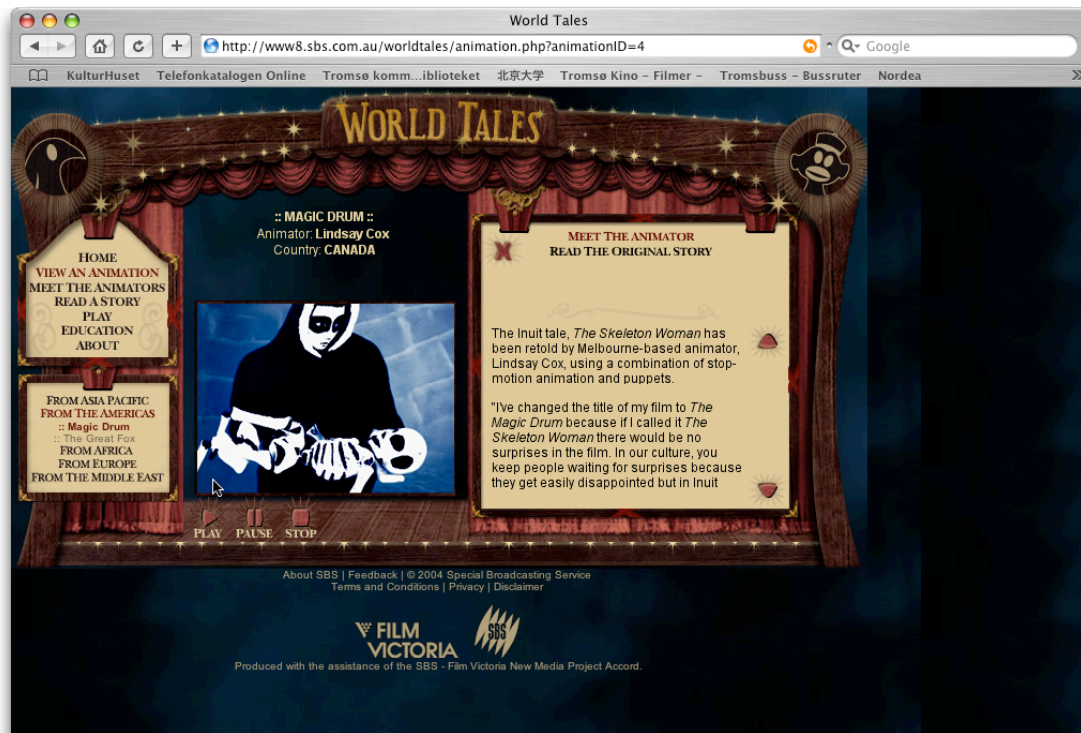 World Tales
http://www8.sbs.com.au/worldtales/animation.php?animationID=4
Google
KulturHuset Telefonkatalogen Online Tromsø komm...iblioteket 北京大学 Tromsø Kino – Filmer – Tromsbuss – Bussruter Nordea
WORLD TALES
:: MAGIC DRUM ::
Animator: Lindsay Cox
Country: CANADA
HOME
VIEW AN ANIMATION
MEET THE ANIMATORS
READ A STORY
PLAY
EDUCATION
ABOUT
FROM ASIA PACIFIC
FROM THE AMERICAS
:: Magic Drum
:: The Great Fox
FROM AFRICA
FROM EUROPE
FROM THE MIDDLE EAST
PLAY PAUSE STOP
X
MEET THE ANIMATOR
READ THE ORIGINAL STORY
The Inuit tale, The Skeleton Woman has
been retold by Melbourne-based animator,
Lindsay Cox, using a combination of stop-
motion animation and puppets.
"I've changed the title of my film to The
Magic Drum because if I called it The
Skeleton Woman there would be no
surprises in the film. In our culture, you
keep people waiting for surprises because
they get easily disappointed but in Inuit
About SBS | Feedback | © 2004 Special Broadcasting Service
Terms and Conditions | Privacy | Disclaimer
FILM
VICTORIA
SBS
Produced with the assistance of the SBS - Film Victoria New Media Project Accord.